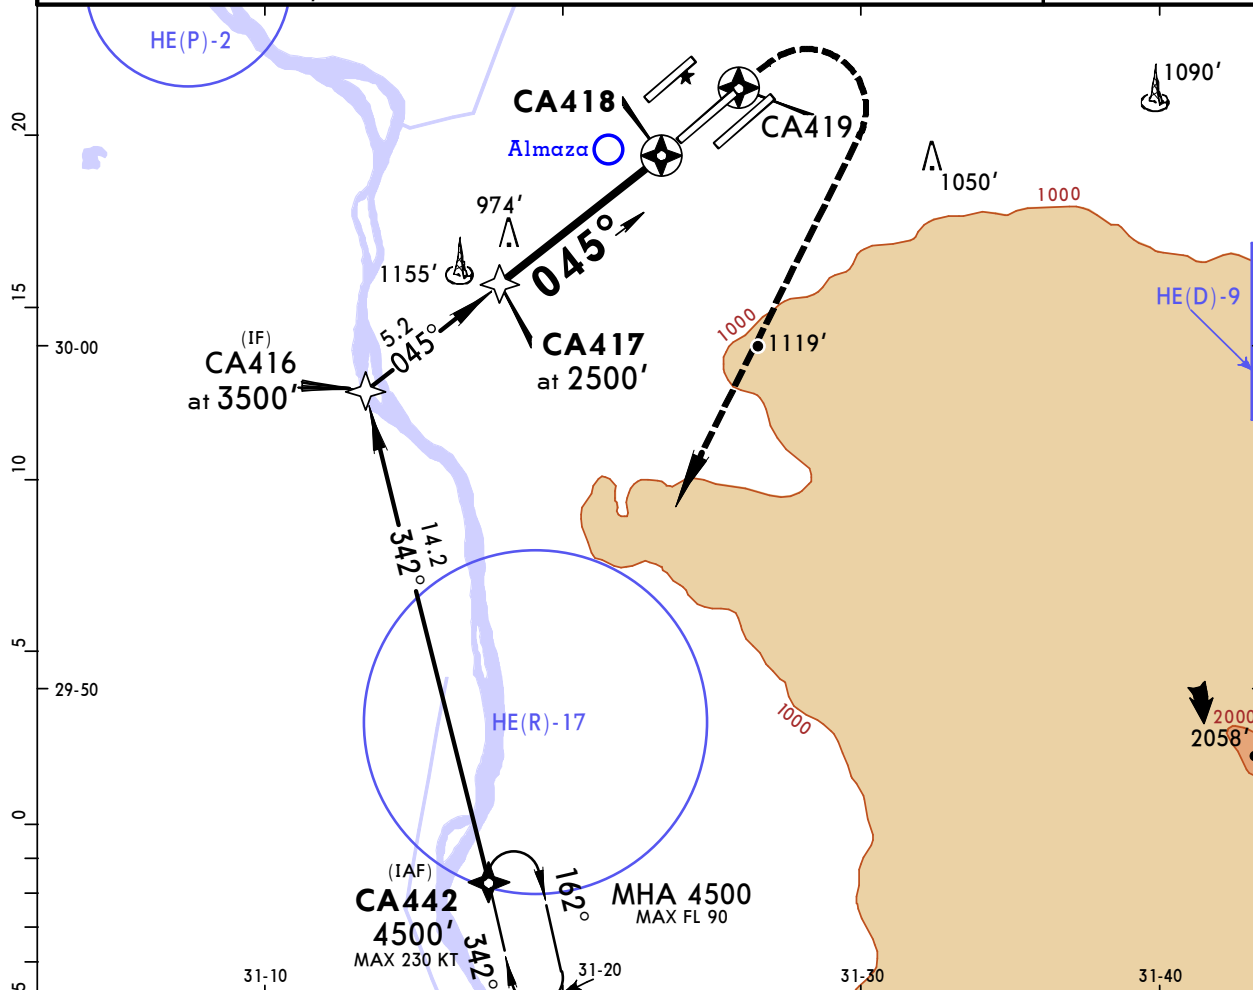 HE(P)-2
1090'
CA418
CA419
20
Almaza
1050'
1000
974'
045°
1155'
15
HE(D)-9
1000
(IF)
5.2
045°
CA416
at 3500'
CA417
at 2500'
1119'
30-00
10
14.2
342°
5
29-50
HE(R)-17
1000
2000
2058'
0
(IAF)
CA442
4500'
MAX 230 KT
162°
MHA 4500
MAX FL 90
342°
31-10
31-20
31-30
31-40
5